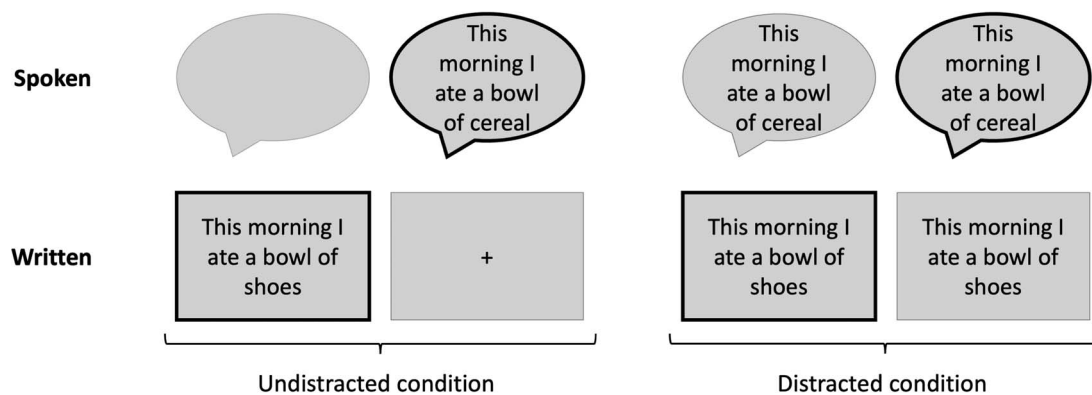 Spoken
This
morning I
ate a bowl
of cereal
This
morning I
ate a bowl
of cereal
This
morning I
ate a bowl
of cereal
Written
This morning I
ate a bowl of
shoes
+
This morning I
ate a bowl of
shoes
This morning I
ate a bowl of
shoes
Undistracted condition
Distracted condition